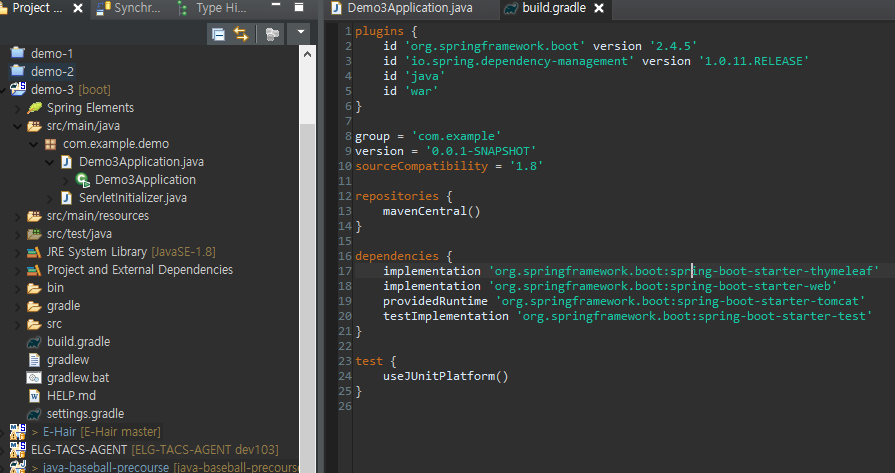 Project ...
Synchr...
Type Hi...
demo-1
demo-2
demo-3 [boot]
Spring Elements
src/main/java
com.example.demo
Demo3Application.java
Demo3Application
ServletInitializer.java
src/main/resources
src/test/java
JRE System Library [JavaSE-1.8]
Project and External Dependencies
bin
gradle
src
build.gradle
gradlew
gradlew.bat
HELP.md
settings.gradle
> E-Hair [E-Hair master]
ELG-TACS-AGENT [ELG-TACS-AGENT dev103]
> java-baseball-precourse [java-baseball-precourse
Demo3Application.java
build.gradle
1 plugins {
2 id 'org.springframework.boot' version '2.4.5'
3 id 'io.spring.dependency-management' version '1.0.11.RELEASE'
4 id 'java'
5 id 'war'
6 }
7
8 group = 'com.example'
9 version = '0.0.1-SNAPSHOT'
10 sourceCompatibility = '1.8'
11
12 repositories {
13 mavenCentral()
14 }
15
16 dependencies {
17 implementation 'org.springframework.boot:spring-boot-starter-thymeleaf'
18 implementation 'org.springframework.boot:spring-boot-starter-web'
19 providedRuntime 'org.springframework.boot:spring-boot-starter-tomcat'
20 testImplementation 'org.springframework.boot:spring-boot-starter-test'
21 }
22
23 test {
24 useJUnitPlatform()
25 }
26